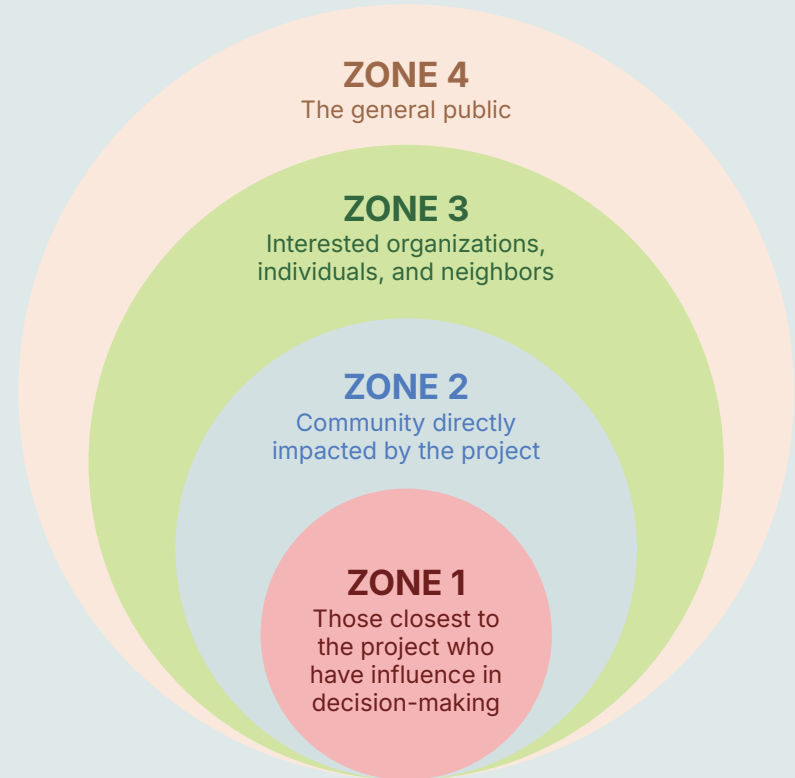 ZONE 4
The general public
ZONE 3
Interested organizations,
individuals, and neighbors
ZONE 2
Community directly
impacted by the project
ZONE 1
Those closest to
the project who
have influence in
decision-making